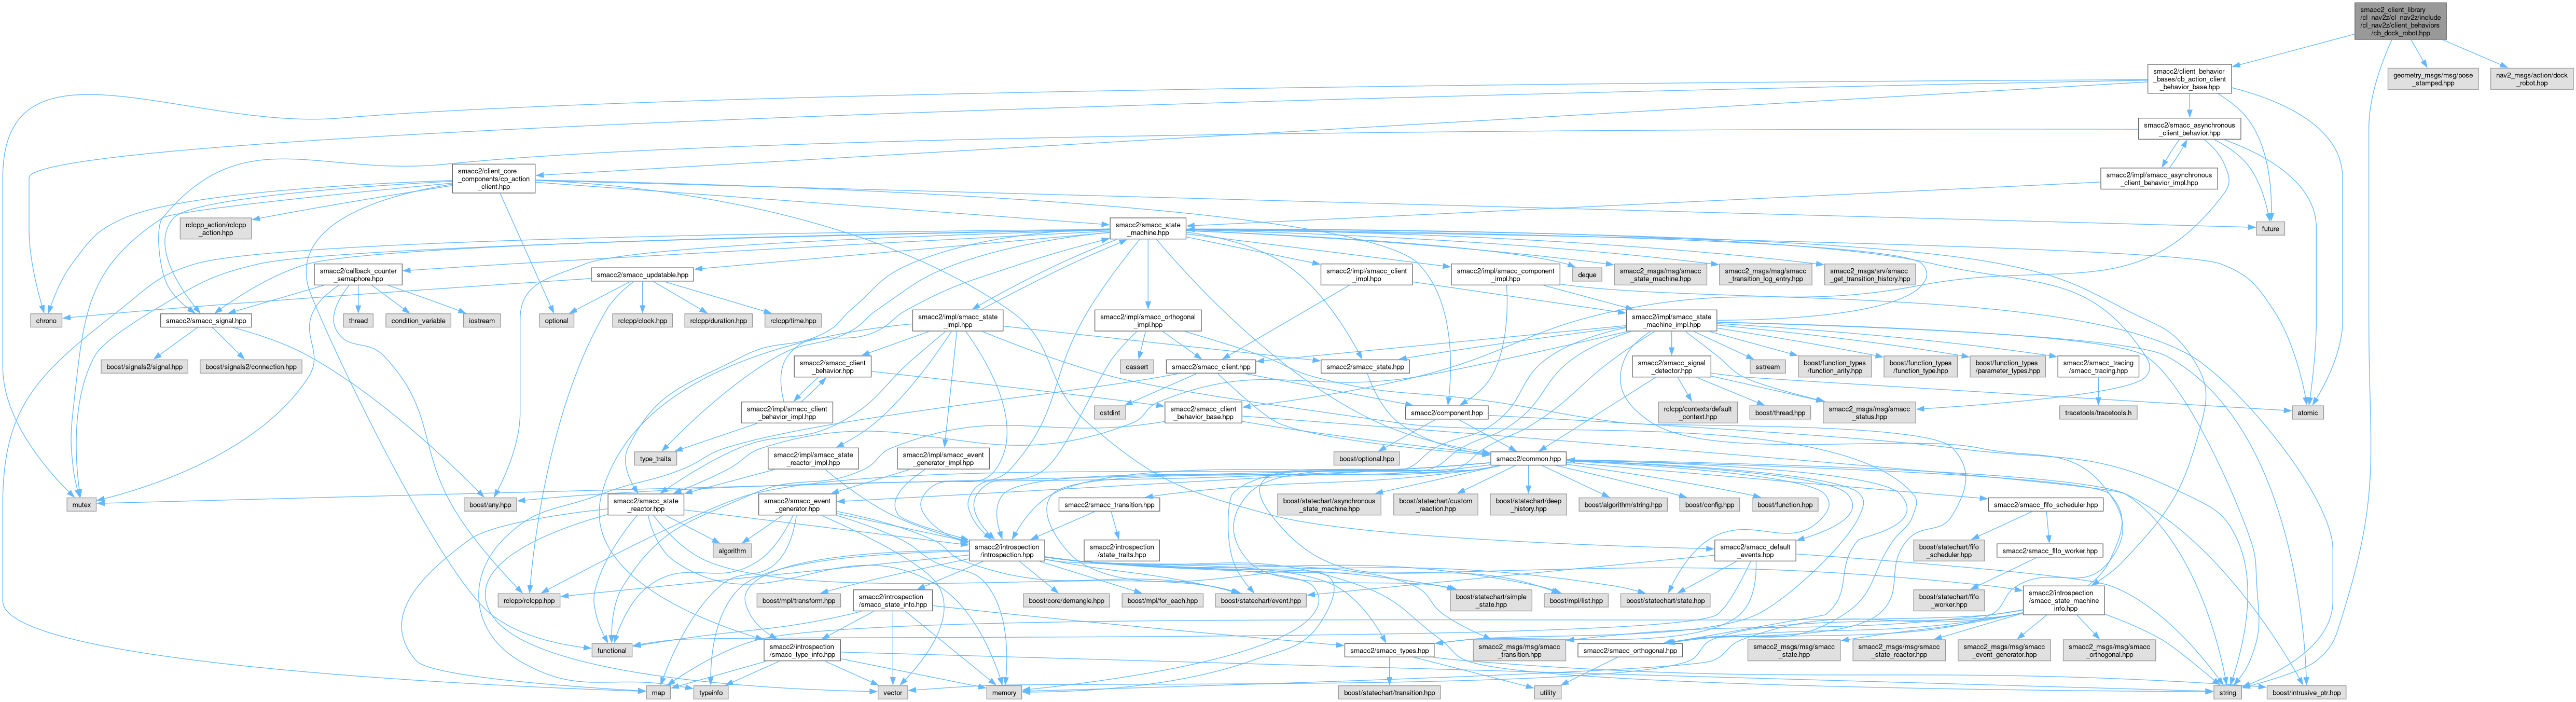 smacc2_client_library
/cl_nav2z/cl_nav2z/include
/cl_nav2z/client_behaviors
/cb_dock_robot.hpp
smacc2/client_behavior
_bases/cb_action_client
_behavior_base.hpp
geometry_msgs/msg/pose
_stamped.hpp
nav2_msgs/action/dock
_robot.hpp
smacc2/smacc_asynchronous
_client_behavior.hpp
smacc2/client_core
_components/cp_action
_client.hpp
smacc2/impl/smacc_asynchronous
_client_behavior_impl.hpp
rclcpp_action/rclcpp
_action.hpp
smacc2/smacc_state
_machine.hpp
future
smacc2/callback_counter
_semaphore.hpp
smacc2/smacc_updatable.hpp
smacc2/impl/smacc_client
_impl.hpp
smacc2/impl/smacc_component
_impl.hpp
deque
smacc2_msgs/msg/smacc
_state_machine.hpp
smacc2_msgs/msg/smacc
_transition_log_entry.hpp
smacc2_msgs/srv/smacc
_get_transition_history.hpp
chrono
smacc2/smacc_signal.hpp
thread
condition_variable
iostream
optional
rclcpp/clock.hpp
rclcpp/duration.hpp
rclcpp/time.hpp
smacc2/impl/smacc_state
_impl.hpp
smacc2/impl/smacc_orthogonal
_impl.hpp
smacc2/impl/smacc_state
_machine_impl.hpp
boost/signals2/signal.hpp
boost/signals2/connection.hpp
smacc2/smacc_client
_behavior.hpp
cassert
smacc2/smacc_client.hpp
smacc2/smacc_state.hpp
smacc2/smacc_signal
_detector.hpp
sstream
boost/function_types
/function_arity.hpp
boost/function_types
/function_type.hpp
boost/function_types
/parameter_types.hpp
smacc2/smacc_tracing
/smacc_tracing.hpp
smacc2/impl/smacc_client
_behavior_impl.hpp
cstdint
smacc2/smacc_client
_behavior_base.hpp
smacc2/component.hpp
rclcpp/contexts/default
_context.hpp
boost/thread.hpp
smacc2_msgs/msg/smacc
_status.hpp
tracetools/tracetools.h
atomic
type_traits
smacc2/impl/smacc_state
_reactor_impl.hpp
smacc2/impl/smacc_event
_generator_impl.hpp
boost/optional.hpp
smacc2/common.hpp
mutex
boost/any.hpp
smacc2/smacc_state
_reactor.hpp
smacc2/smacc_event
_generator.hpp
smacc2/smacc_transition.hpp
boost/statechart/asynchronous
_state_machine.hpp
boost/statechart/custom
_reaction.hpp
boost/statechart/deep
_history.hpp
boost/algorithm/string.hpp
boost/config.hpp
boost/function.hpp
smacc2/smacc_fifo_scheduler.hpp
algorithm
smacc2/introspection
/introspection.hpp
smacc2/introspection
/state_traits.hpp
smacc2/smacc_default
_events.hpp
boost/statechart/fifo
_scheduler.hpp
smacc2/smacc_fifo_worker.hpp
rclcpp/rclcpp.hpp
boost/mpl/transform.hpp
smacc2/introspection
/smacc_state_info.hpp
boost/core/demangle.hpp
boost/mpl/for_each.hpp
boost/statechart/event.hpp
boost/statechart/simple
_state.hpp
boost/mpl/list.hpp
boost/statechart/state.hpp
boost/statechart/fifo
_worker.hpp
smacc2/introspection
/smacc_state_machine
_info.hpp
functional
smacc2/introspection
/smacc_type_info.hpp
smacc2_msgs/msg/smacc
_transition.hpp
smacc2/smacc_types.hpp
smacc2/smacc_orthogonal.hpp
smacc2_msgs/msg/smacc
_state.hpp
smacc2_msgs/msg/smacc
_state_reactor.hpp
smacc2_msgs/msg/smacc
_event_generator.hpp
smacc2_msgs/msg/smacc
_orthogonal.hpp
map
typeinfo
vector
memory
boost/statechart/transition.hpp
utility
string
boost/intrusive_ptr.hpp